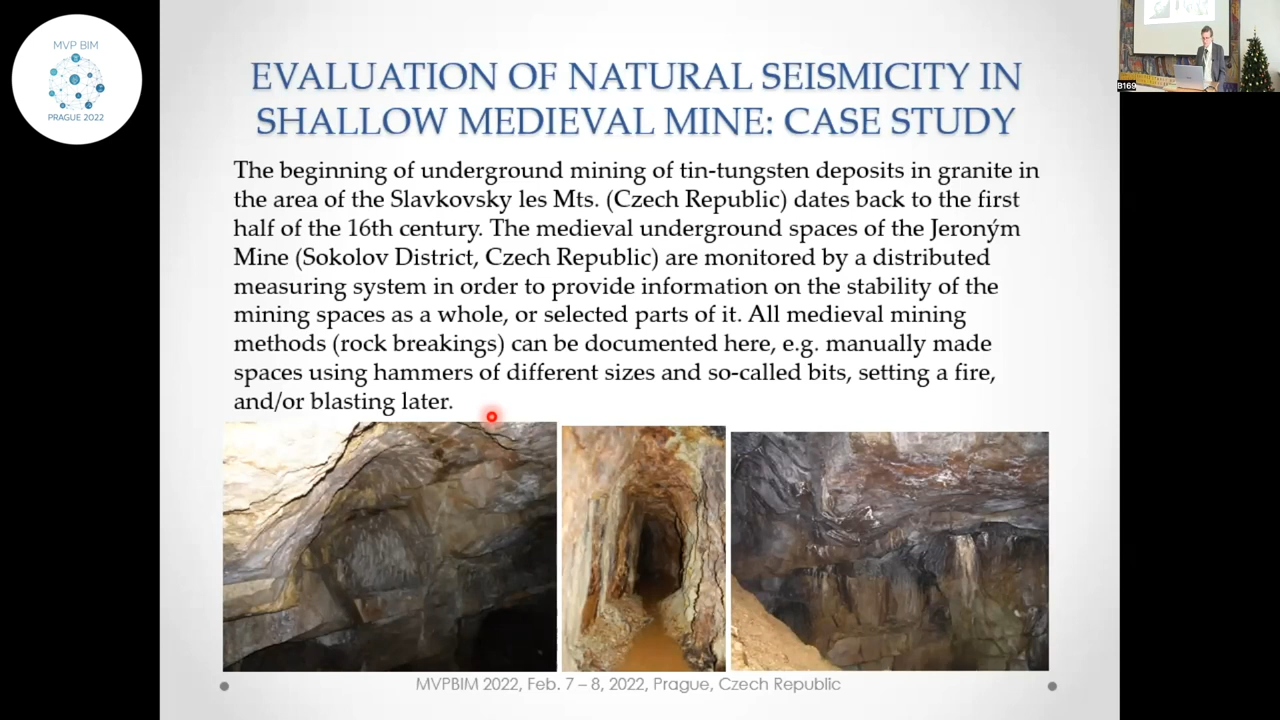 MVP BIM
PRAGUE 2022
B169
EVALUATION OF NATURAL SEISMICITY IN
SHALLOW MEDIEVAL MINE: CASE STUDY
The beginning of underground mining of tin-tungsten deposits in granite in
the area of the Slavkovsky les Mts. (Czech Republic) dates back to the first
half of the 16th century. The medieval underground spaces of the Jeroným
Mine (Sokolov District, Czech Republic) are monitored by a distributed
measuring system in order to provide information on the stability of the
mining spaces as a whole, or selected parts of it. All medieval mining
methods (rock breakings) can be documented here, e.g. manually made
spaces using hammers of different sizes and so-called bits, setting a fire,
and/or blasting later.
MVPBIM 2022, Feb. 7 – 8, 2022, Prague, Czech Republic